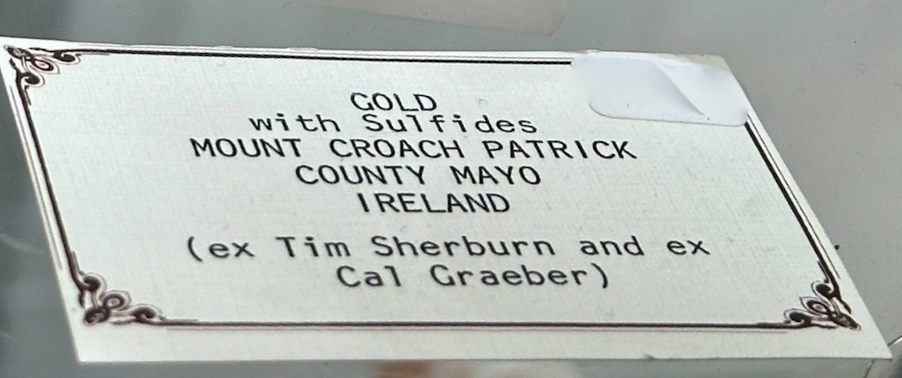 GOLD
with Sulfides
MOUNT CROACH PATRICK
COUNTY MAYO
IRELAND
(ex Tim Sherburn and ex
Cal Graeber)